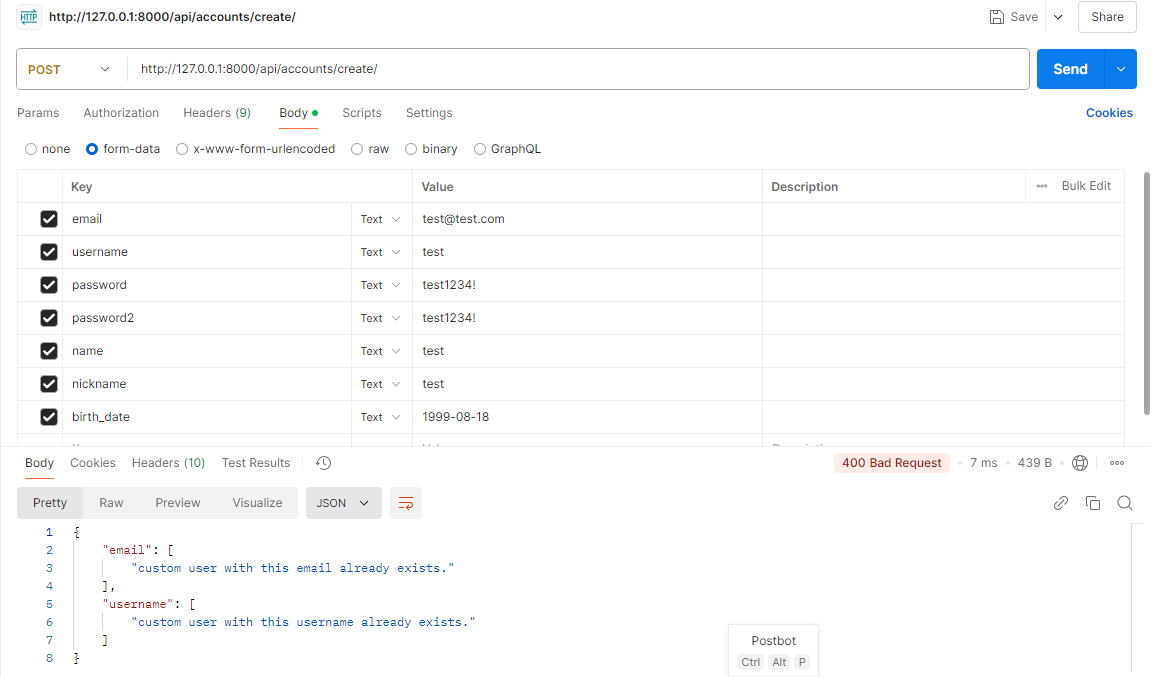 HTTP http://127.0.0.1:8000/api/accounts/create/ Save Share
POST http://127.0.0.1:8000/api/accounts/create/ Send
Params Authorization Headers (9) Body Scripts Settings Cookies
none form-data x-www-form-urlencoded raw binary GraphQL
Key Value Description Bulk Edit
email Text test@test.com
username Text test
password Text test1234!
password2 Text test1234!
name Text test
nickname Text test
birth_date Text 1999-08-18
Body Cookies Headers (10) Test Results 400 Bad Request 7 ms 439 B
Pretty Raw Preview Visualize JSON
1 {
2 "email": [
3 "custom user with this email already exists."
4 ],
5 "username": [
6 "custom user with this username already exists."
7 ]
8 }
Postbot
Ctrl Alt P